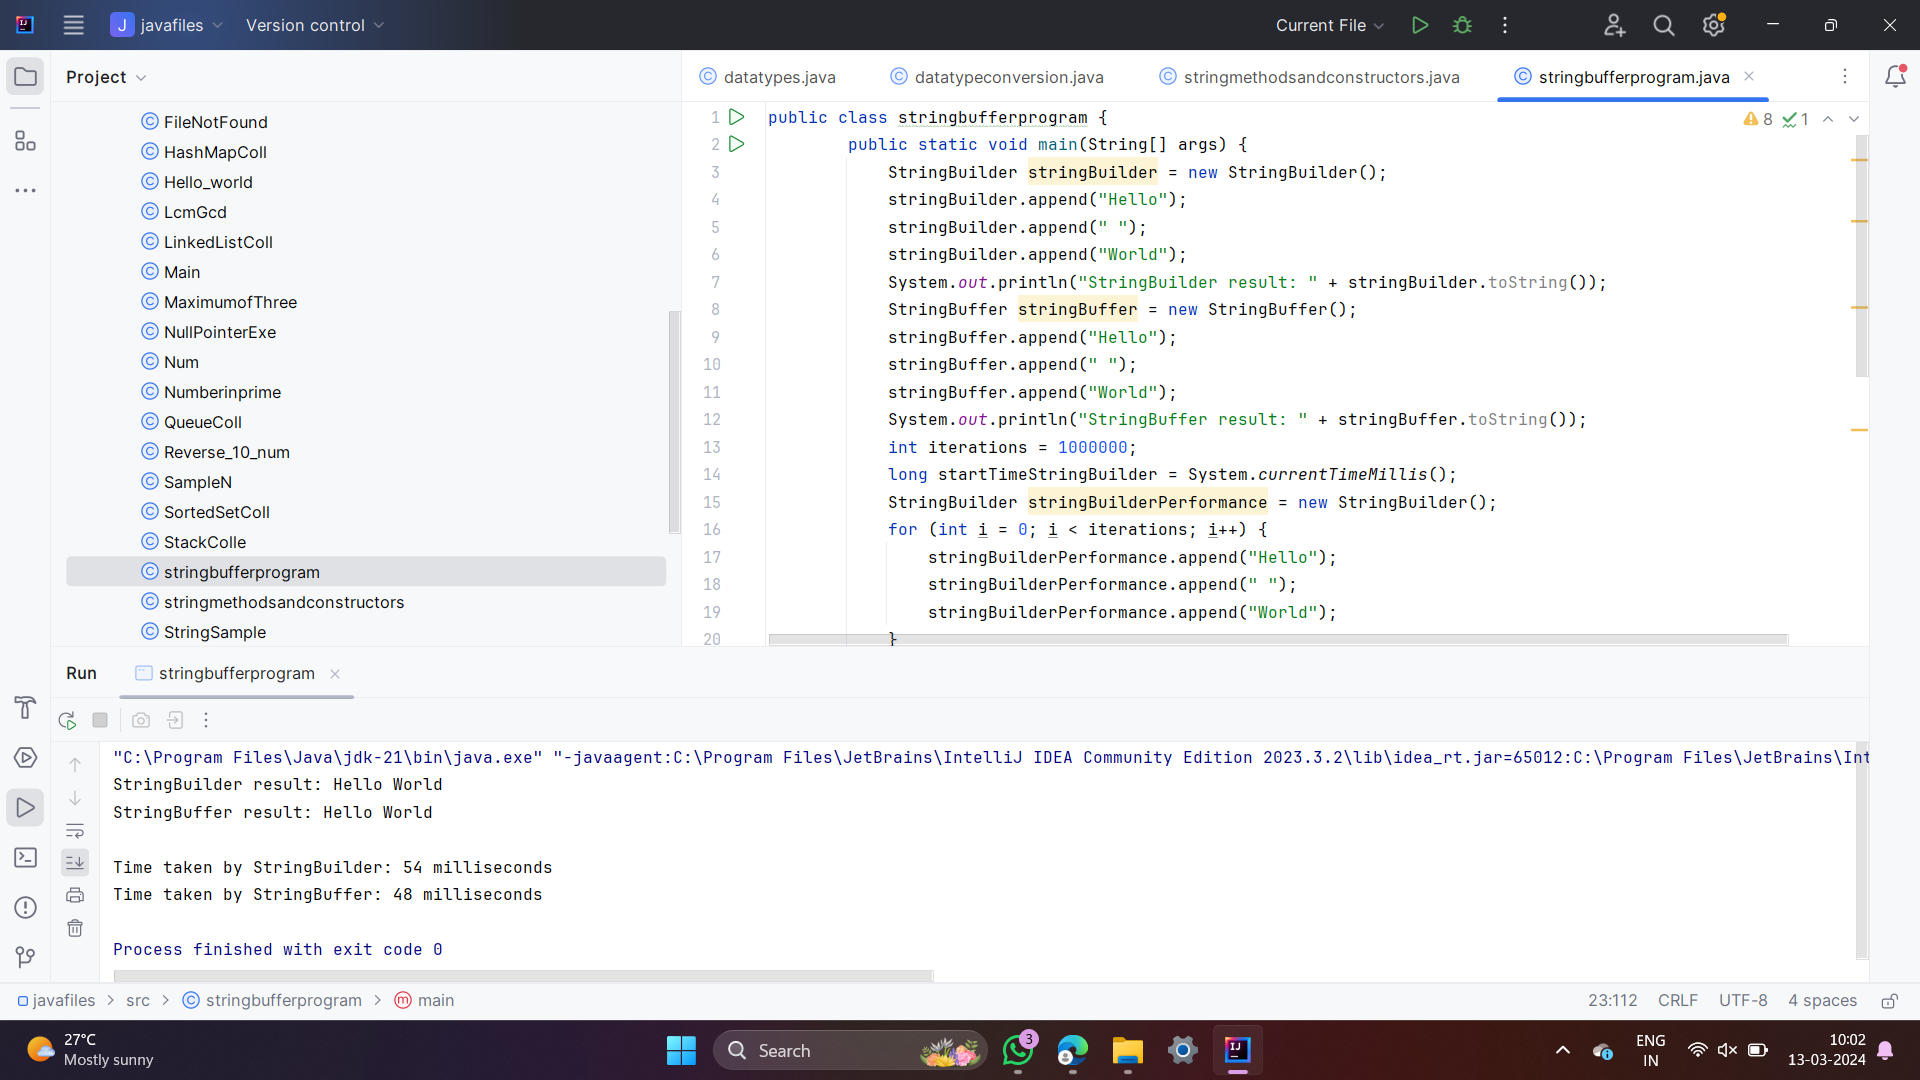 J javafiles Version control Current File
Project
FileNotFound
HashMapColl
Hello_world
LcmGcd
LinkedListColl
Main
MaximumofThree
NullPointerExe
Num
Numberinprime
QueueColl
Reverse_10_num
SampleN
SortedSetColl
StackColle
stringbufferprogram
stringmethodsandconstructors
StringSample
datatypes.java datatypeconversion.java stringmethodsandconstructors.java stringbufferprogram.java
8 1
1 public class stringbufferprogram {
2 public static void main(String[] args) {
3 StringBuilder stringBuilder = new StringBuilder();
4 stringBuilder.append("Hello");
5 stringBuilder.append(" ");
6 stringBuilder.append("World");
7 System.out.println("StringBuilder result: " + stringBuilder.toString());
8 StringBuffer stringBuffer = new StringBuffer();
9 stringBuffer.append("Hello");
10 stringBuffer.append(" ");
11 stringBuffer.append("World");
12 System.out.println("StringBuffer result: " + stringBuffer.toString());
13 int iterations = 1000000;
14 long startTimeStringBuilder = System.currentTimeMillis();
15 StringBuilder stringBuilderPerformance = new StringBuilder();
16 for (int i = 0; i < iterations; i++) {
17 stringBuilderPerformance.append("Hello");
18 stringBuilderPerformance.append(" ");
19 stringBuilderPerformance.append("World");
20 }
Run stringbufferprogram
"C:\Program Files\Java\jdk-21\bin\java.exe" "-javaagent:C:\Program Files\JetBrains\IntelliJ IDEA Community Edition 2023.3.2\lib\idea_rt.jar=65012:C:\Program Files\JetBrains\Int
StringBuilder result: Hello World
StringBuffer result: Hello World
Time taken by StringBuilder: 54 milliseconds
Time taken by StringBuffer: 48 milliseconds
Process finished with exit code 0
javafiles > src > stringbufferprogram > m main 23:112 CRLF UTF-8 4 spaces
27°C
Mostly sunny
Search
3
ENG
IN
10:02
13-03-2024